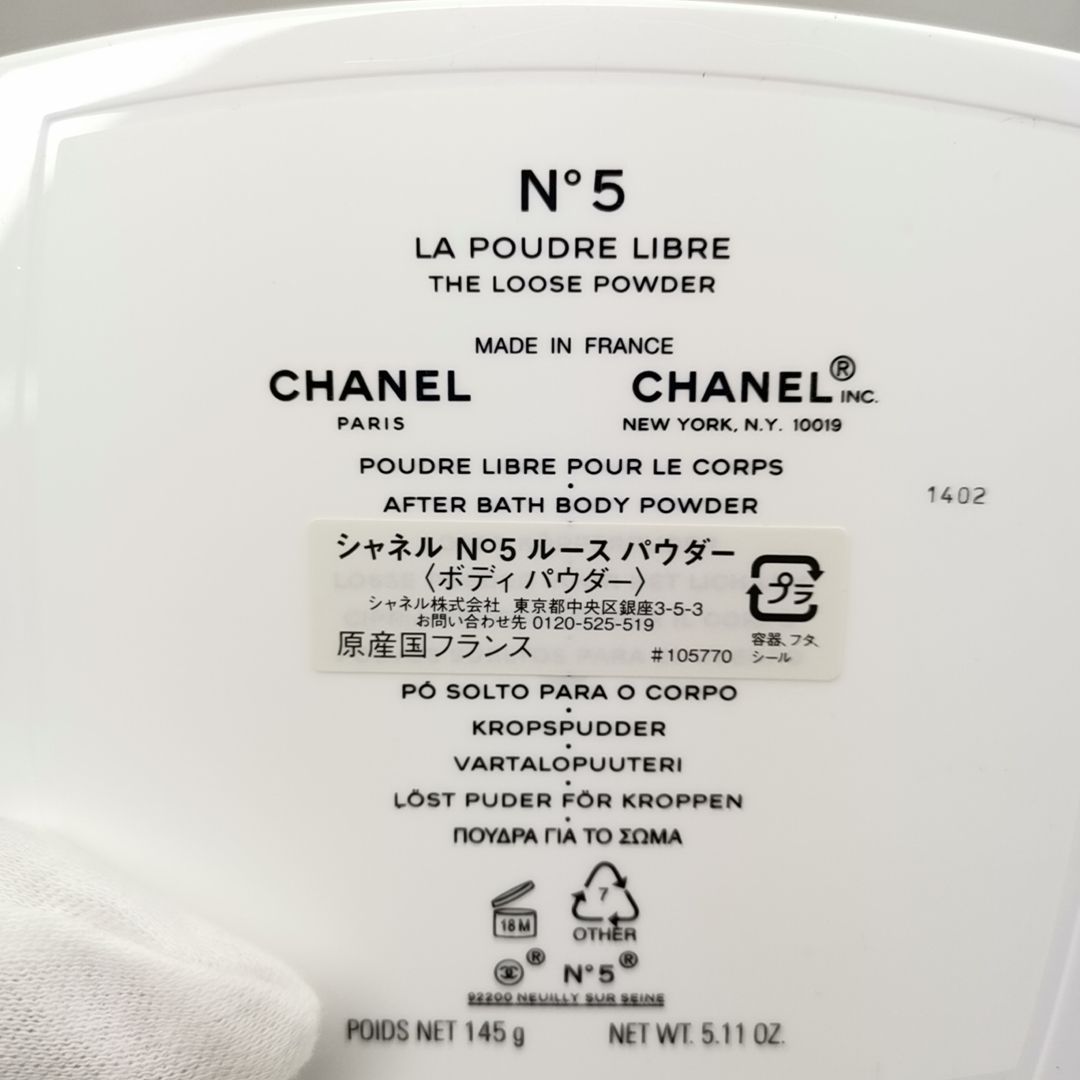 N° 5
LA POUDRE LIBRE
THE LOOSE POWDER
MADE IN FRANCE
CHANEL
PARIS
CHANEL® INC.
NEW YORK, N.Y. 10019
POUDRE LIBRE POUR LE CORPS
AFTER BATH BODY POWDER
1402
シャネル Nº5 ルース パウダー
〈ボディ パウダー〉
シャネル株式会社 東京都中央区銀座3-5-3
お問い合わせ先 0120-525-519
原産国フランス
#105770
プラ
容器、フタ、
シール
PÓ SOLTO PARA O CORPO
KROPSPUDDER
VARTALOPUUTERI
LÖST PUDER FÖR KROPPEN
ΠΟΥΔΡΑ ΓΙΑ ΤΟ ΣΩΜΑ
18 M
7
OTHER
® N° 5®
92200 NEUILLY SUR SEINE
POIDS NET 145 g
NET WT. 5.11 OZ.